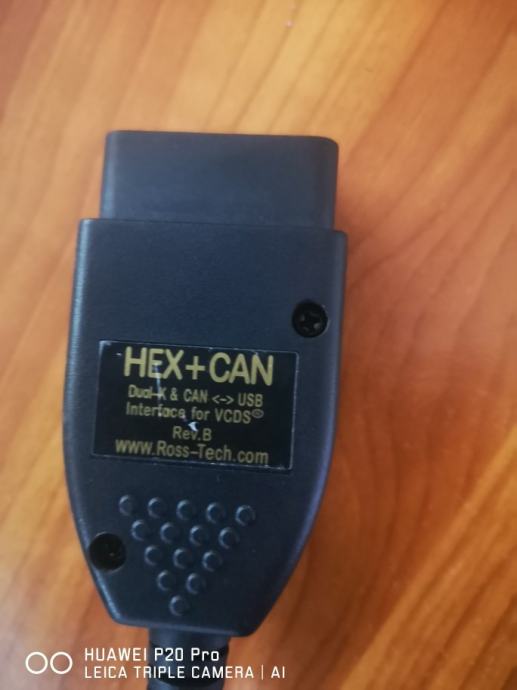 HEX+CAN
Dual-K & CAN <-> USB
Interface for VCDS®
Rev.B
www.Ross-Tech.com
HUAWEI P20 Pro
LEICA TRIPLE CAMERA | AI